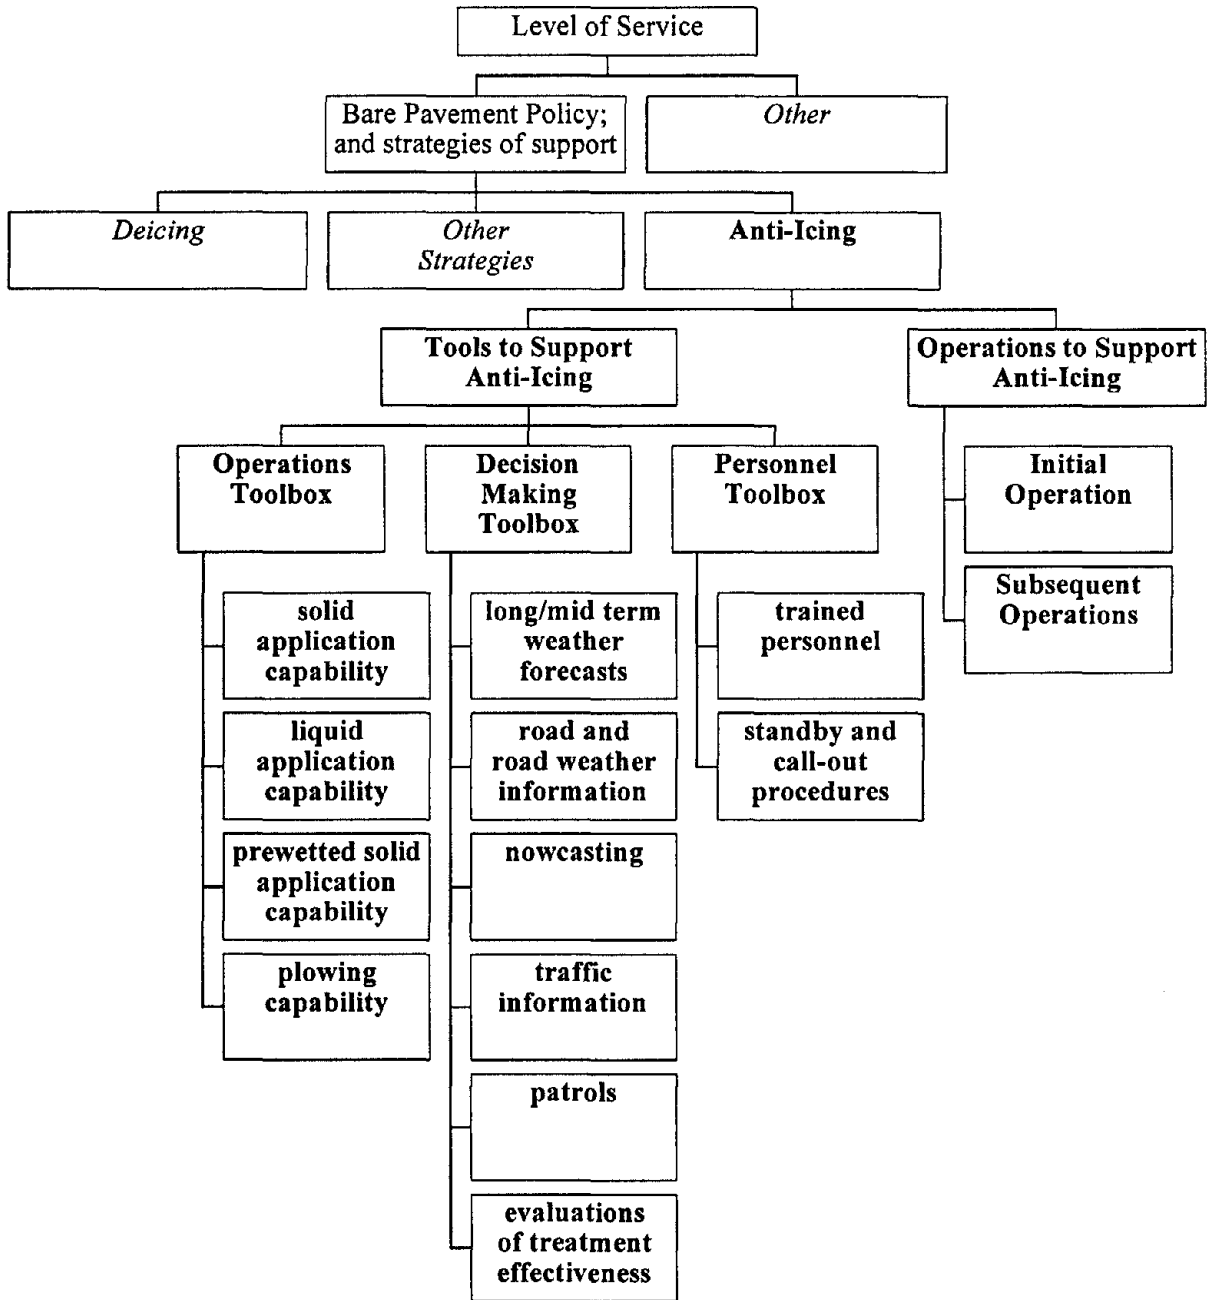 Level of Service
Bare Pavement Policy;
and strategies of support
Other
Deicing
Other
Strategies
Anti-Icing
Tools to Support
Anti-Icing
Operations to Support
Anti-Icing
Operations
Toolbox
Decision
Making
Toolbox
Personnel
Toolbox
Initial
Operation
Subsequent
Operations
solid
application
capability
liquid
application
capability
prewetted solid
application
capability
plowing
capability
long/mid term
weather
forecasts
road and
road weather
information
nowcasting
traffic
information
patrols
evaluations
of treatment
effectiveness
trained
personnel
standby and
call-out
procedures